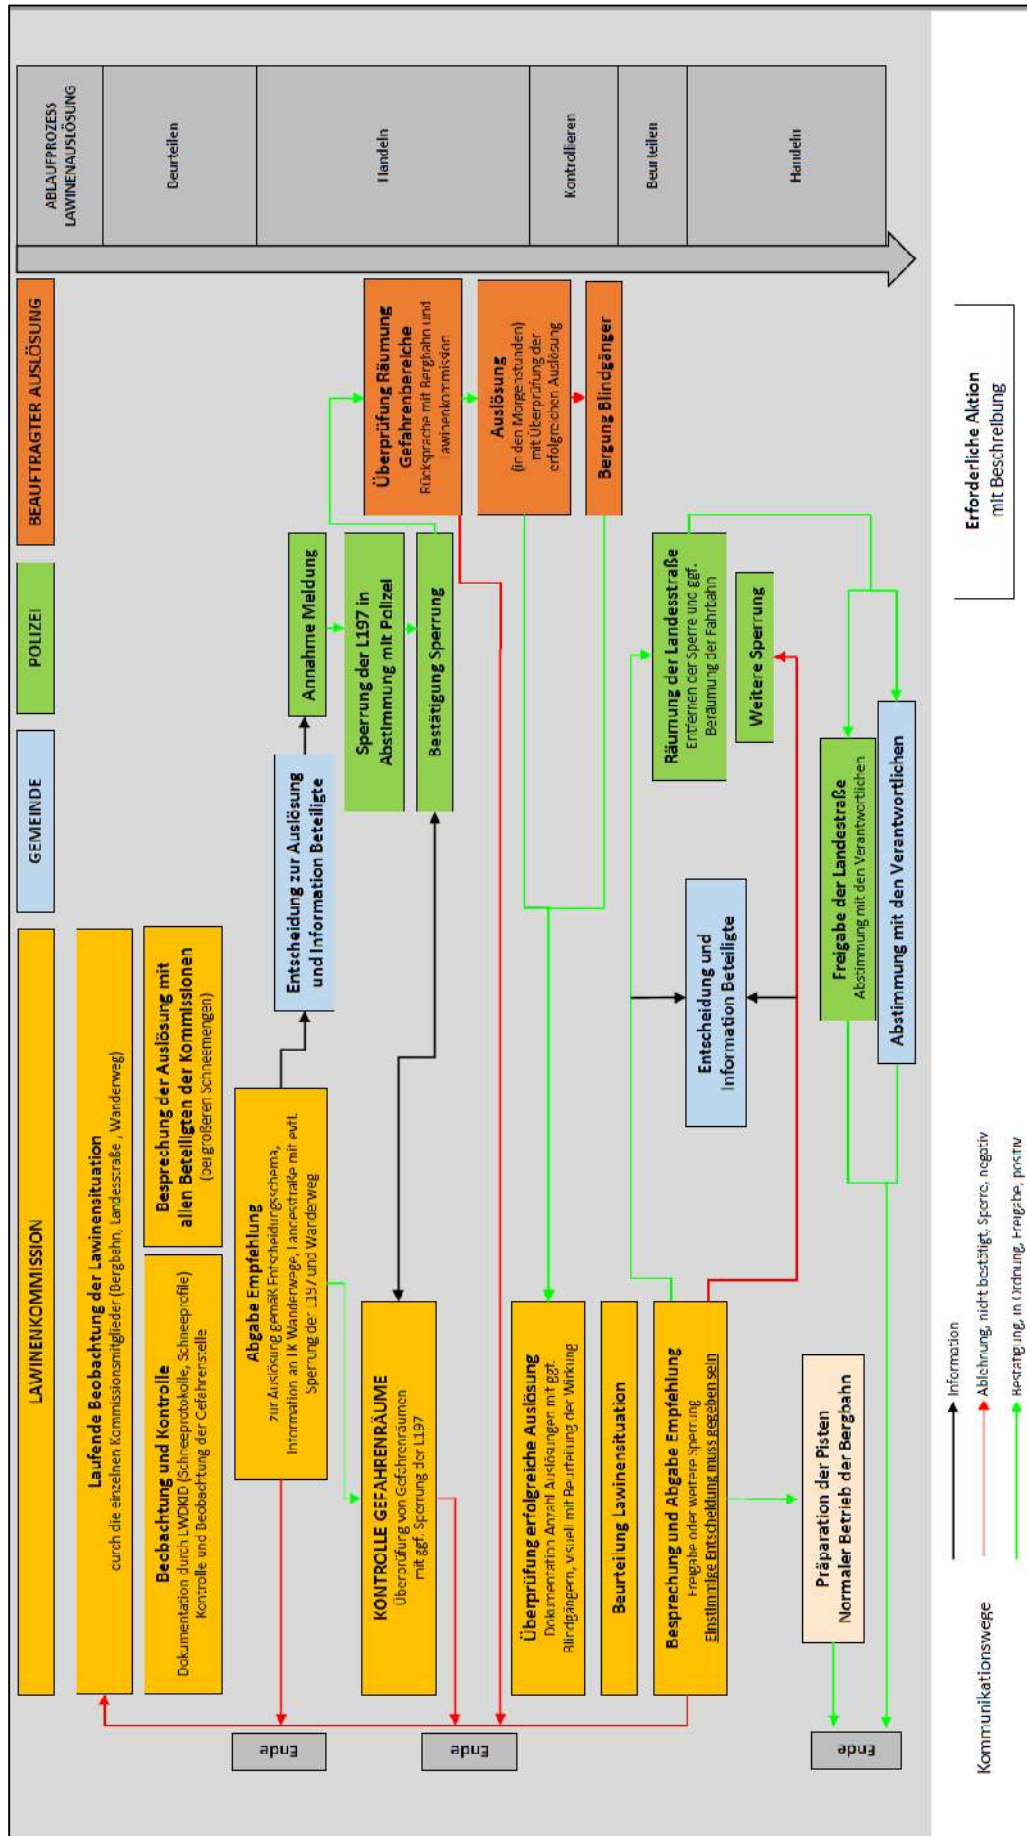 LAWINENKOMMISSION
GEMEINDE
POLIZEI
BEAUFTRAGTER AUSLÖSUNG
ABLAUFPROZESS
LAWINENAUSLÖSUNG
Laufende Beobachtung der Lawinensituation
durch die einzelnen Kommissionsmitglieder (Bergbahn, Landesstraße , Wanderweg)
Beurteilen
Beobachtung und Kontrolle
Dokumentation durch LWDKIP (Schneeprotokolle, Schneeprofile)
Kontrolle und Beobachtung der Gefahrenstelle
Besprechung der Auslösung mit
allen Beteiligten der Kommissionen
(bei größeren Schneemengen)
Abgabe Empfehlung
zur Auslösung gemäß Entscheidungsschema,
Information an LK Wanderwege, Landesstraße mit evtl.
Sperrung der L197 und Wanderweg
Entscheidung zur Auslösung
und Information Beteiligte
Annahme Meldung
Sperrung der L197 in
Abstimmung mit Polizei
Bestätigung Sperrung
Handeln
KONTROLLE GEFAHRENRÄUME
Überprüfung von Gefahrenräumen
mit ggf. Sperrung der L197
Überprüfung Räumung
Gefahrenbereiche
Rücksprache mit Bergbahn und
Lawinenkommission
Auslösung
(in den Morgenstunden)
mit Überprüfung der
erfolgreichen Auslösung
Bergung Blindgänger
Kontrollieren
Überprüfung erfolgreiche Auslösung
Dokumentation Anzahl Auslösungen mit ggf.
Blindgängern, visuell mit Beurteilung der Wirkung
Beurteilung Lawinensituation
Beurteilen
Besprechung und Abgabe Empfehlung
Freigabe oder weitere Sperrung
Einstimmige Entscheidung muss gegeben sein
Entscheidung und
Information Beteiligte
Räumung der Landesstraße
Entfernen der Sperre und ggf.
Beräumung der Fahrbahn
Weitere Sperrung
Handeln
Präparation der Pisten
Normaler Betrieb der Bergbahn
Freigabe der Landestraße
Abstimmung mit den Verantwortlichen
Abstimmung mit den Verantwortlichen
Ende
Ende
Ende
Kommunikationswege
Information
Ablehnung, nicht bestätigt, Sperre, negativ
Bestätigung, in Ordnung, Freigabe, postiv
Erforderliche Aktion
mit Beschreibung